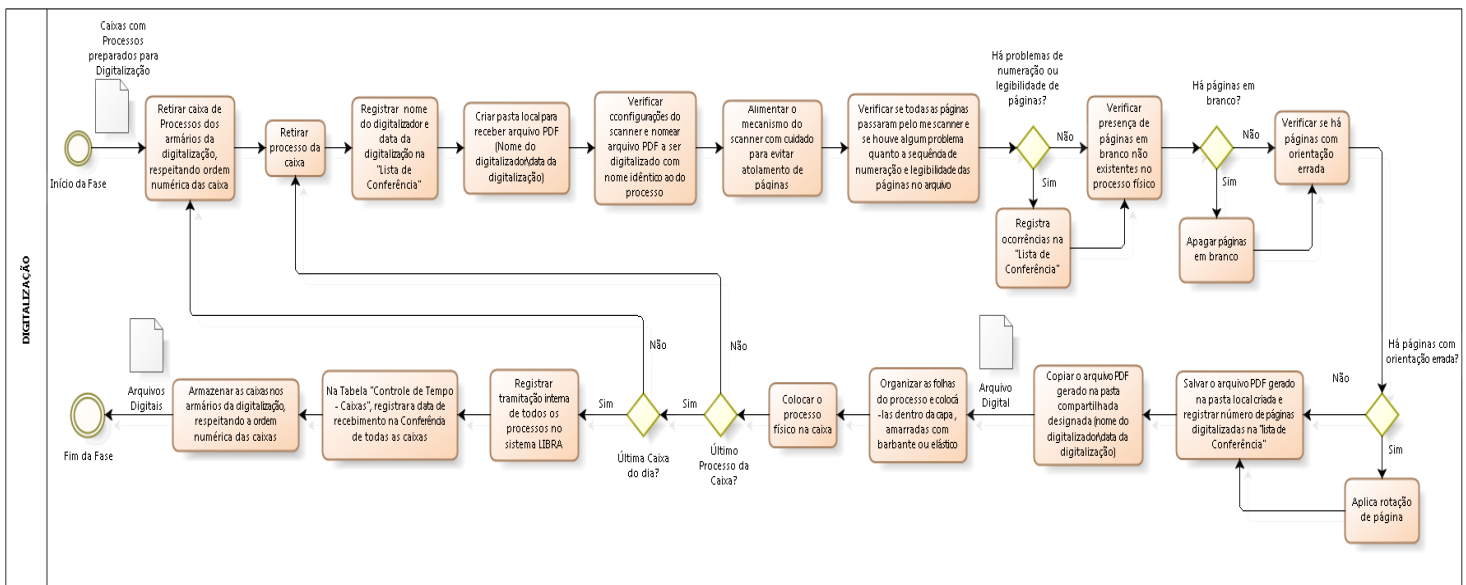 DIGITALIZAÇÃO
Caixas com
Processos
preparados para
Digitalização
Início da Fase
Retirar caixa de
Processos dos
armários da
digitalização,
respeitando ordem
numérica das caixa
Retirar
processo da
caixa
Registrar nome
do digitalizador e
data da
digitalização na
"Lista de
Conferência"
Criar pasta local para
receber arquivo PDF
(Nome do
digitalizador\data da
digitalização)
Verificar
cconfigurações do
scanner e nomear
arquivo PDF a ser
digitalizado com
nome idêntico ao do
processo
Alimentar o
mecanismo do
scanner com cuidado
para evitar
atolamento de
páginas
Verificar se todas as páginas
passaram pelo me scanner e
se houve algum problema
quanto a sequência de
numeração e legibilidade das
páginas no arquivo
Há problemas de
numeração ou
legibilidade de
páginas?
Não
Sim
Registra
ocorrências na
"Lista de
Conferência"
Verificar
presença de
páginas em
branco não
existentes no
processo físico
Há páginas em
branco?
Não
Sim
Apagar páginas
em branco
Verificar se há
páginas com
orientação
errada
Há páginas com
orientação errada?
Não
Sim
Aplica rotação
de página
Salvar o arquivo PDF gerado
na pasta local criada e
registrar número de páginas
digitalizadas na "lista de
Conferência"
Copiar o arquivo PDF
gerado na pasta
compartilhada
designada (nome do
digitalizador\data da
digitalização)
Arquivo
Digital
Organizar as folhas
do processo e colocá
-las dentro da capa,
amarradas com
barbante ou elástico
Colocar o
processo
físico na caixa
Último
Processo da
Caixa?
Não
Sim
Última Caixa
do dia?
Não
Sim
Registrar
tramitação interna
de todos os
processos no
sistema LIBRA
Na Tabela "Controle de Tempo
- Caixas", registrar a data de
recebimento na Conferência
de todas as caixas
Armazenar as caixas nos
armários da digitalização,
respeitando a ordem
numérica das caixas
Arquivos
Digitais
Fim da Fase